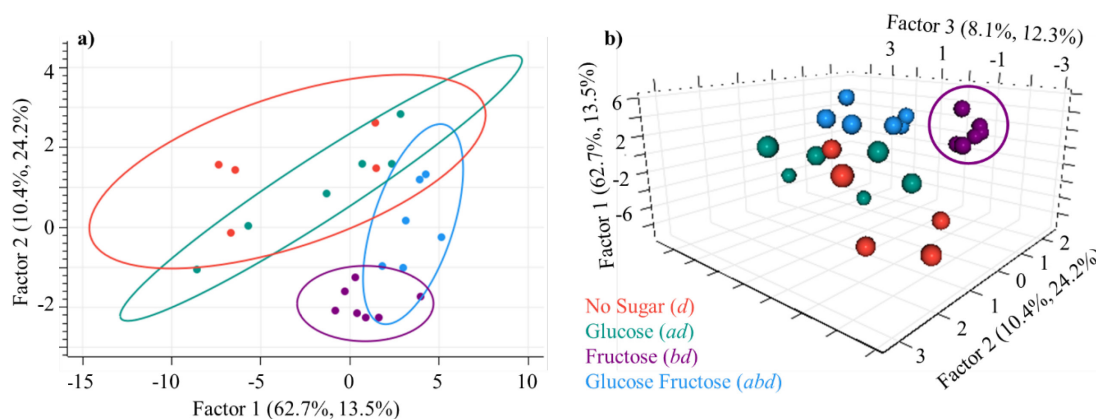 a)
4
2
0
-2
Factor 2 (10.4%, 24.2%)
-15
-10
-5
0
5
10
Factor 1 (62.7%, 13.5%)
b)
Factor 3 (8.1%, 12.3%)
3
1
-1
-3
6
2
-2
-6
Factor 1 (62.7%, 13.5%)
2
1
0
1
2
3
Factor 2 (10.4%, 24.2%)
No Sugar (d)
Glucose (ad)
Fructose (bd)
Glucose Fructose (abd)